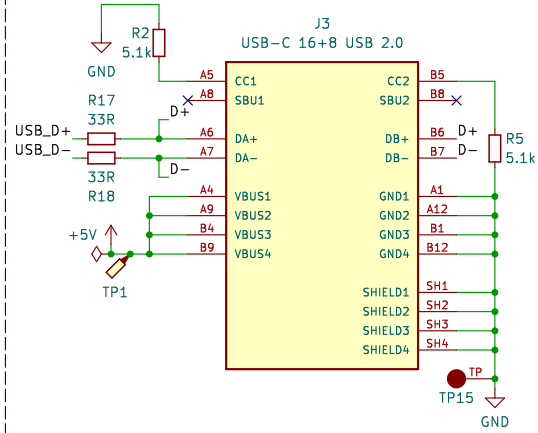 J3
USB-C 16+8 USB 2.0
R2
5.1k
GND
A5 CC1 CC2 B5
A8 SBU1 SBU2 B8
R17
33R
D+
USB_D+ A6 DA+ DB+ B6 D+
USB_D- A7 DA- DB- B7 D-
R5
5.1k
33R
R18
D-
A4 VBUS1 GND1 A1
A9 VBUS2 GND2 A12
B4 VBUS3 GND3 B1
B9 VBUS4 GND4 B12
+5V
TP1
SHIELD1 SH1
SHIELD2 SH2
SHIELD3 SH3
SHIELD4 SH4
TP
TP15
GND